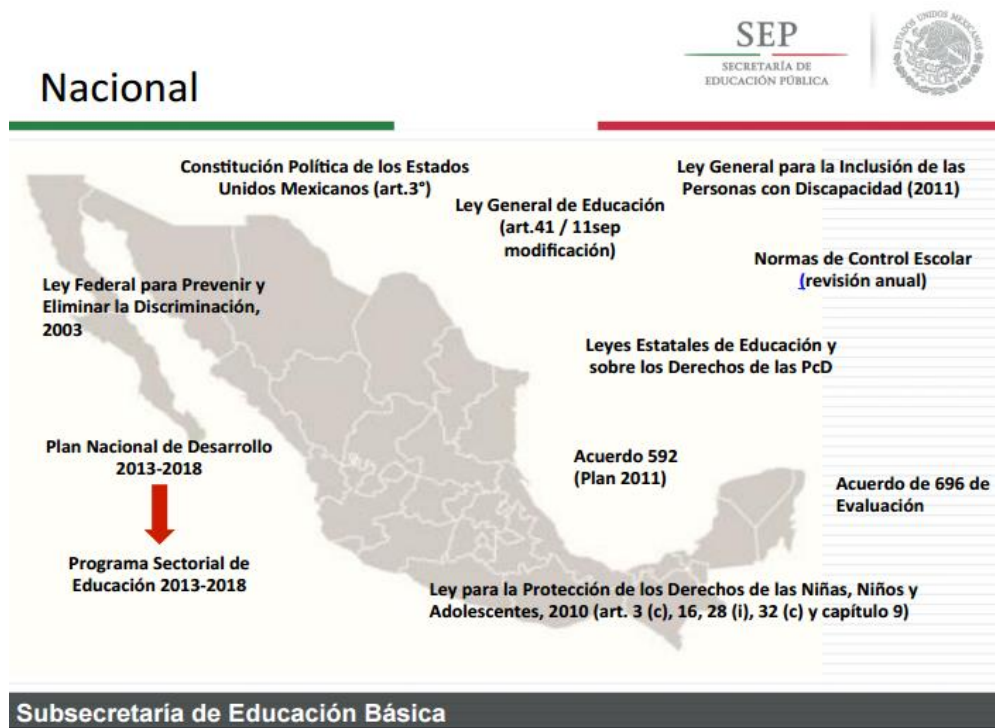 SEP
SECRETARÍA DE
EDUCACIÓN PÚBLICA
ESTADOS UNIDOS MEXICANOS
Nacional
Constitución Política de los Estados
Unidos Mexicanos (art.3°)
Ley General para la Inclusión de las
Personas con Discapacidad (2011)
Ley General de Educación
(art.41 / 11sep
modificación)
Normas de Control Escolar
(revisión anual)
Ley Federal para Prevenir y
Eliminar la Discriminación,
2003
Leyes Estatales de Educación y
sobre los Derechos de las PcD
Plan Nacional de Desarrollo
2013-2018
Acuerdo 592
(Plan 2011)
Acuerdo de 696 de
Evaluación
Programa Sectorial de
Educación 2013-2018
Ley para la Protección de los Derechos de las Niñas, Niños y
Adolescentes, 2010 (art. 3 (c), 16, 28 (i), 32 (c) y capítulo 9)
Subsecretaría de Educación Básica